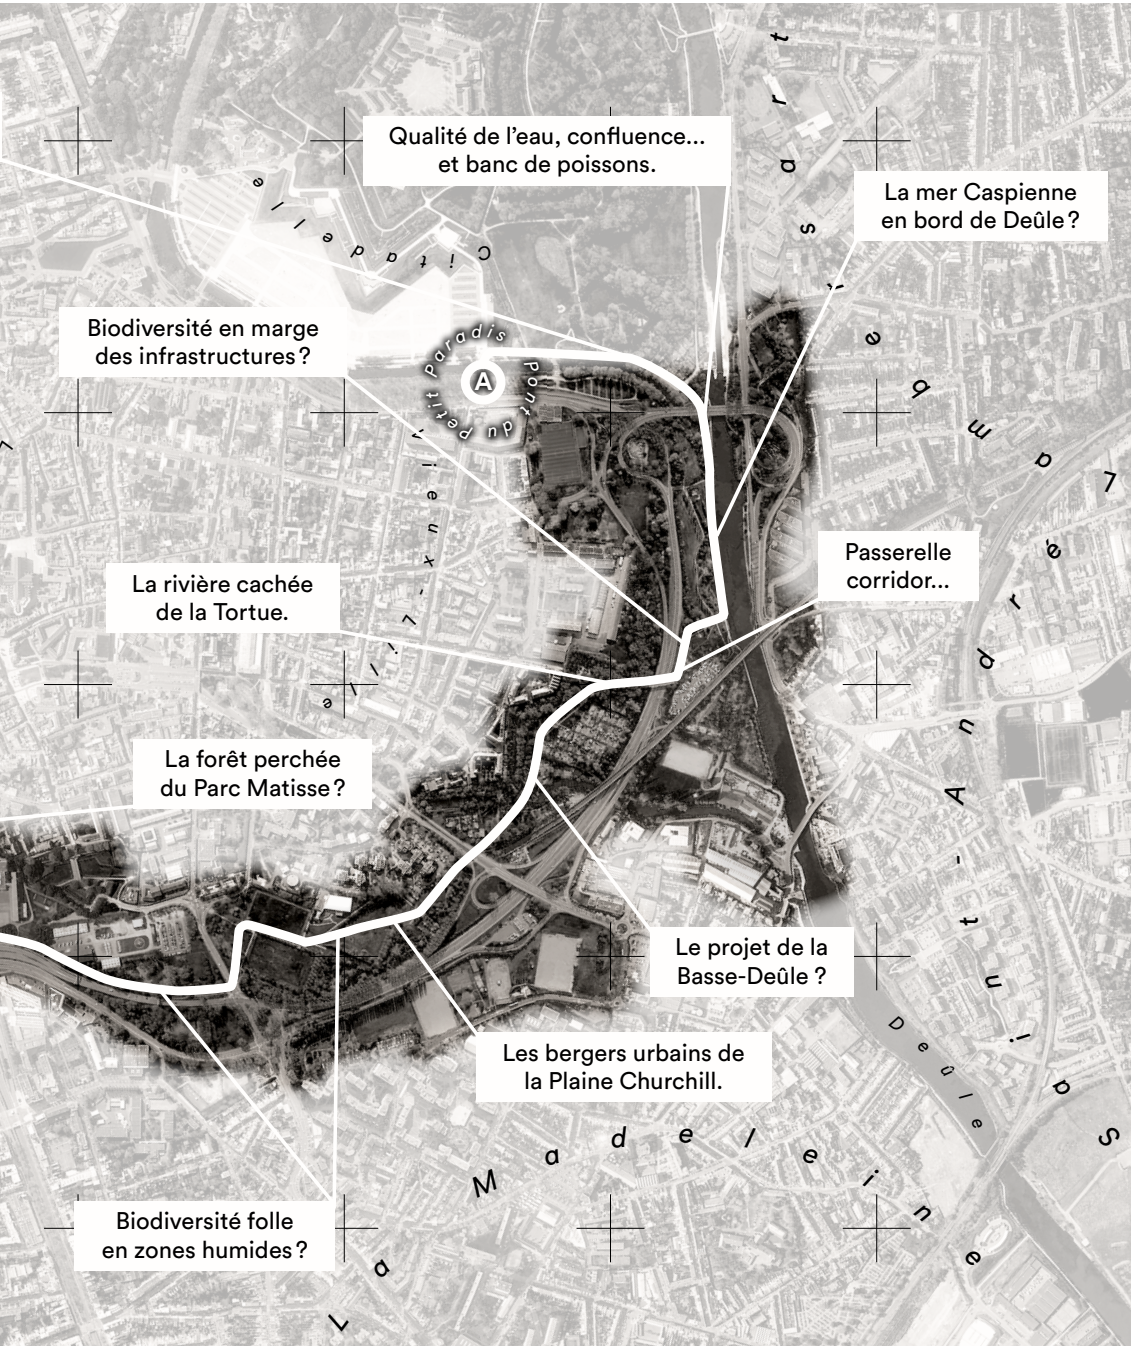 Qualité de l’eau, confluence...
et banc de poissons.
La mer Caspienne
en bord de Deûle ?
Citadelle
Lambersart
Biodiversité en marge
des infrastructures ?
Pont du Petit Paradis
A
Vieux-Lille
Passerelle
corridor...
La rivière cachée
de la Tortue.
Saint-André
La forêt perchée
du Parc Matisse ?
Le projet de la
Basse-Deûle ?
Deûle
Les bergers urbains de
la Plaine Churchill.
La Madeleine
Biodiversité folle
en zones humides ?